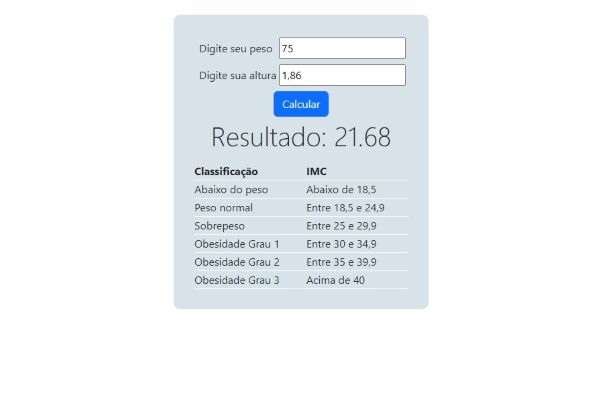 Digite seu peso 75
Digite sua altura 1,86
Calcular
Resultado: 21.68
Classificação IMC
Abaixo do peso Abaixo de 18,5
Peso normal Entre 18,5 e 24,9
Sobrepeso Entre 25 e 29,9
Obesidade Grau 1 Entre 30 e 34,9
Obesidade Grau 2 Entre 35 e 39,9
Obesidade Grau 3 Acima de 40